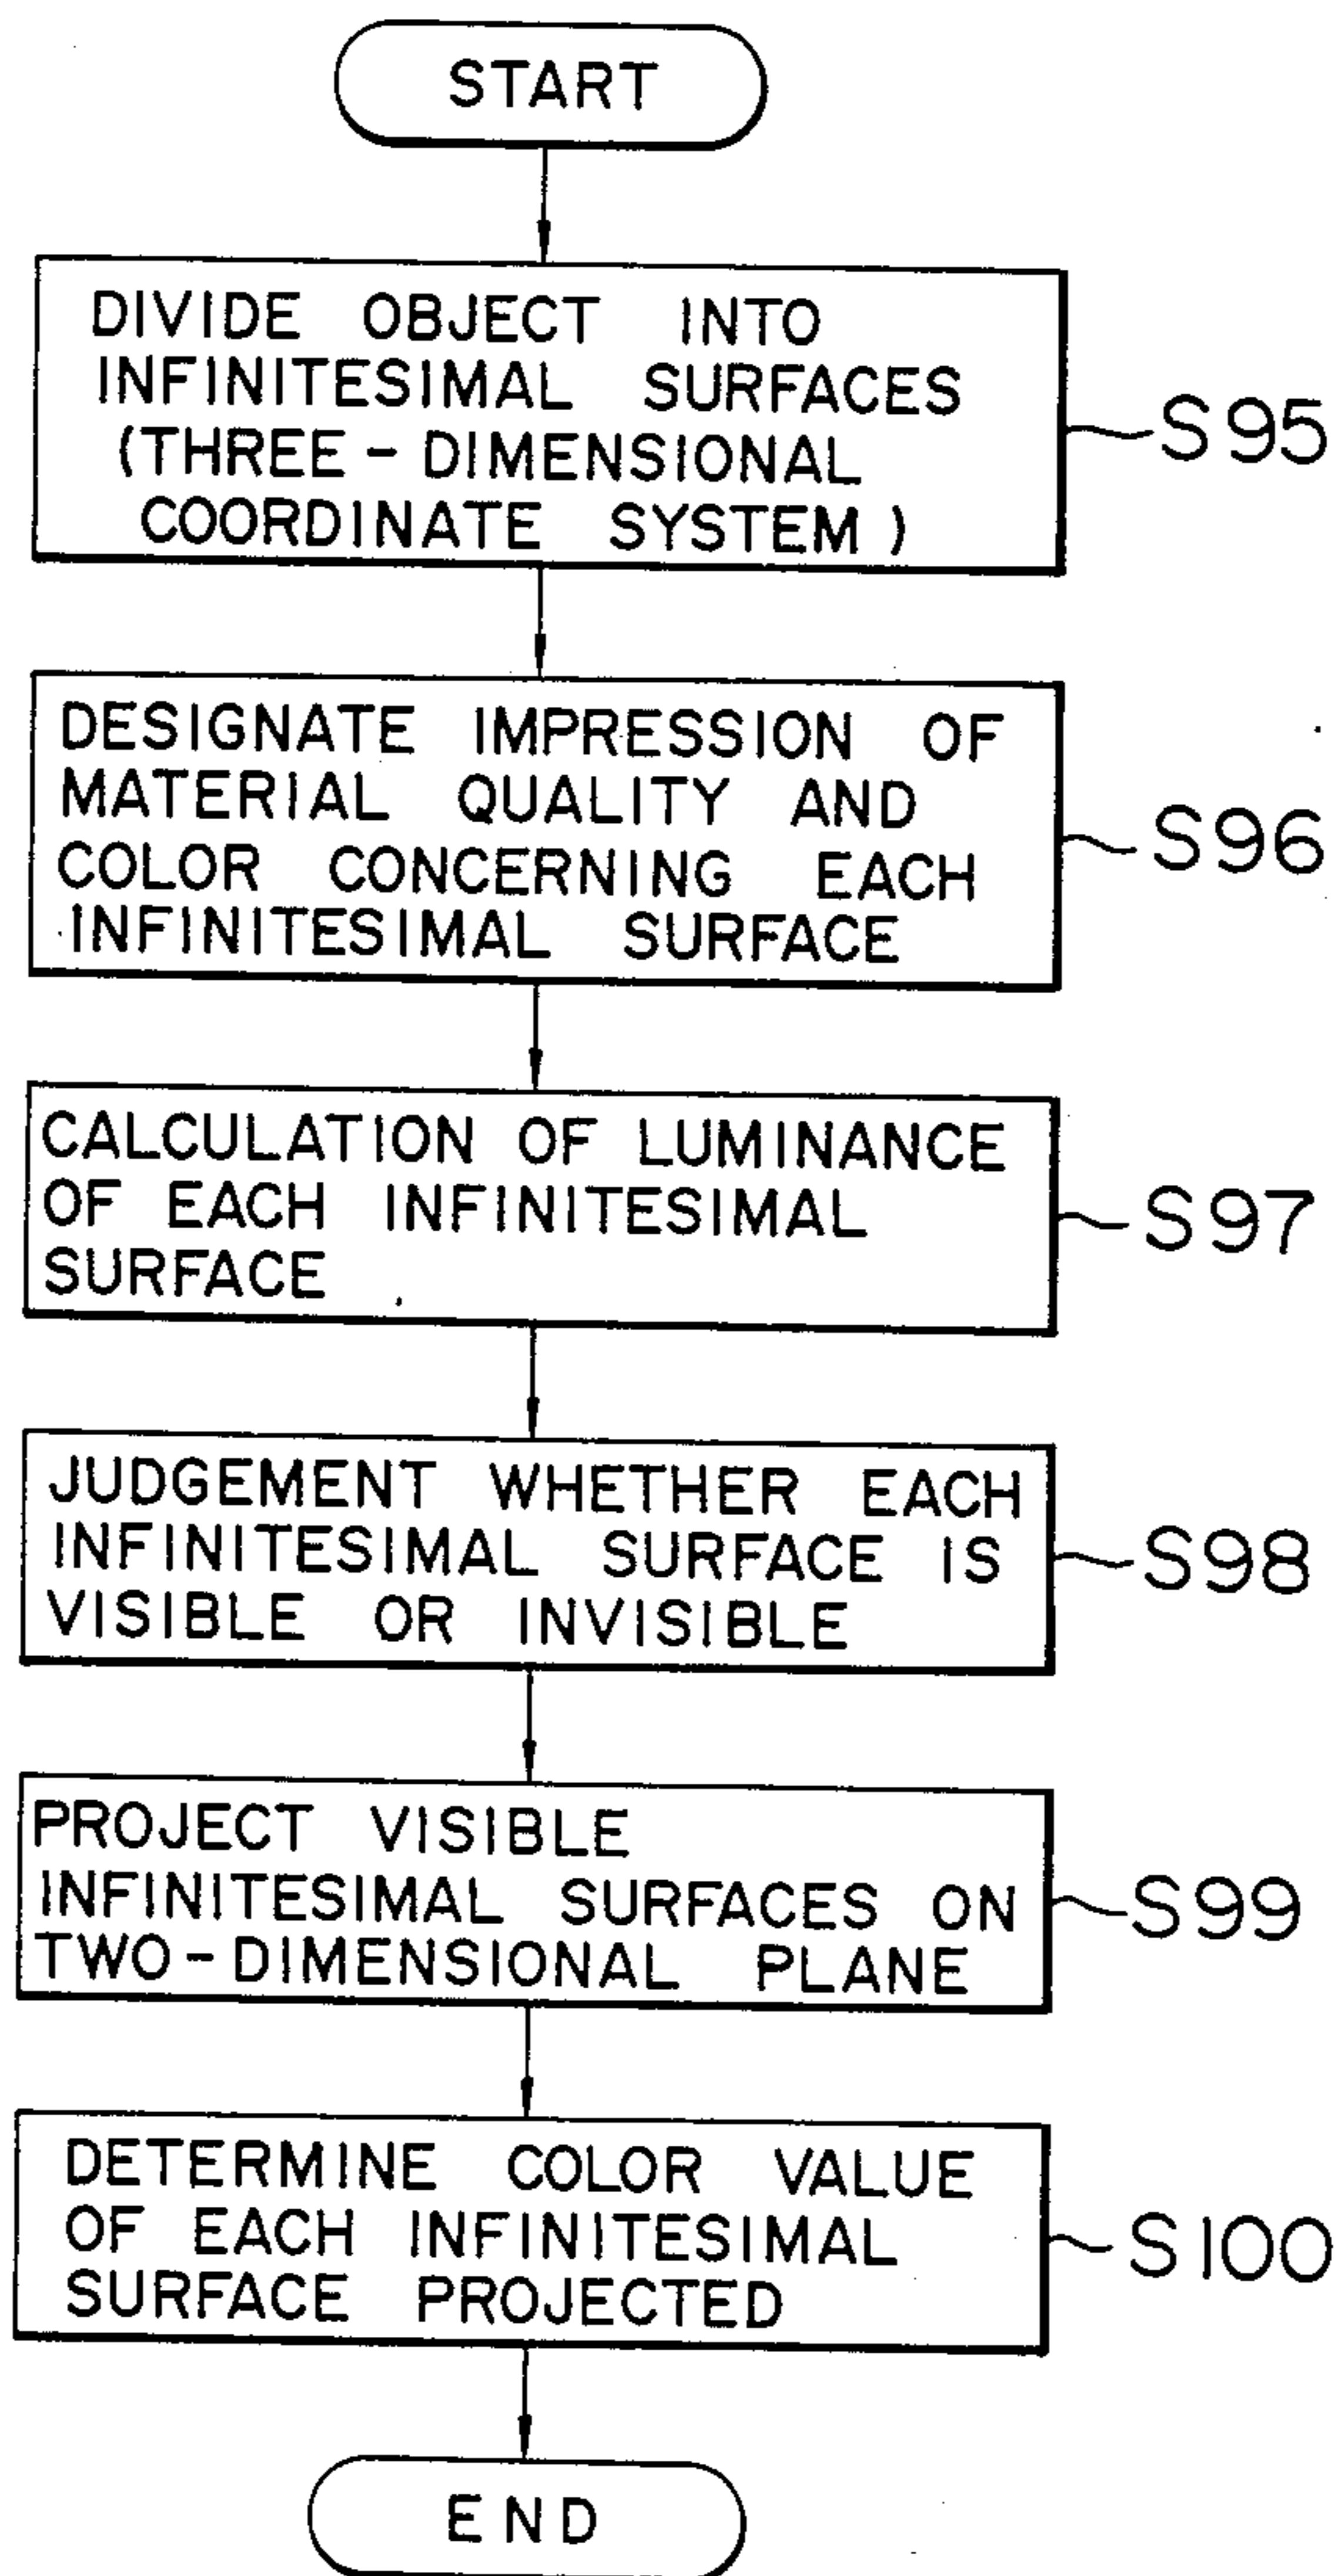 START
DIVIDE OBJECT INTO
INFINITESIMAL SURFACES
(THREE-DIMENSIONAL
COORDINATE SYSTEM)
S95
DESIGNATE IMPRESSION OF
MATERIAL QUALITY AND
COLOR CONCERNING EACH
INFINITESIMAL SURFACE
S96
CALCULATION OF LUMINANCE
OF EACH INFINITESIMAL
SURFACE
S97
JUDGEMENT WHETHER EACH
INFINITESIMAL SURFACE IS
VISIBLE OR INVISIBLE
S98
PROJECT VISIBLE
INFINITESIMAL SURFACES ON
TWO-DIMENSIONAL PLANE
S99
DETERMINE COLOR VALUE
OF EACH INFINITESIMAL
SURFACE PROJECTED
S100
END